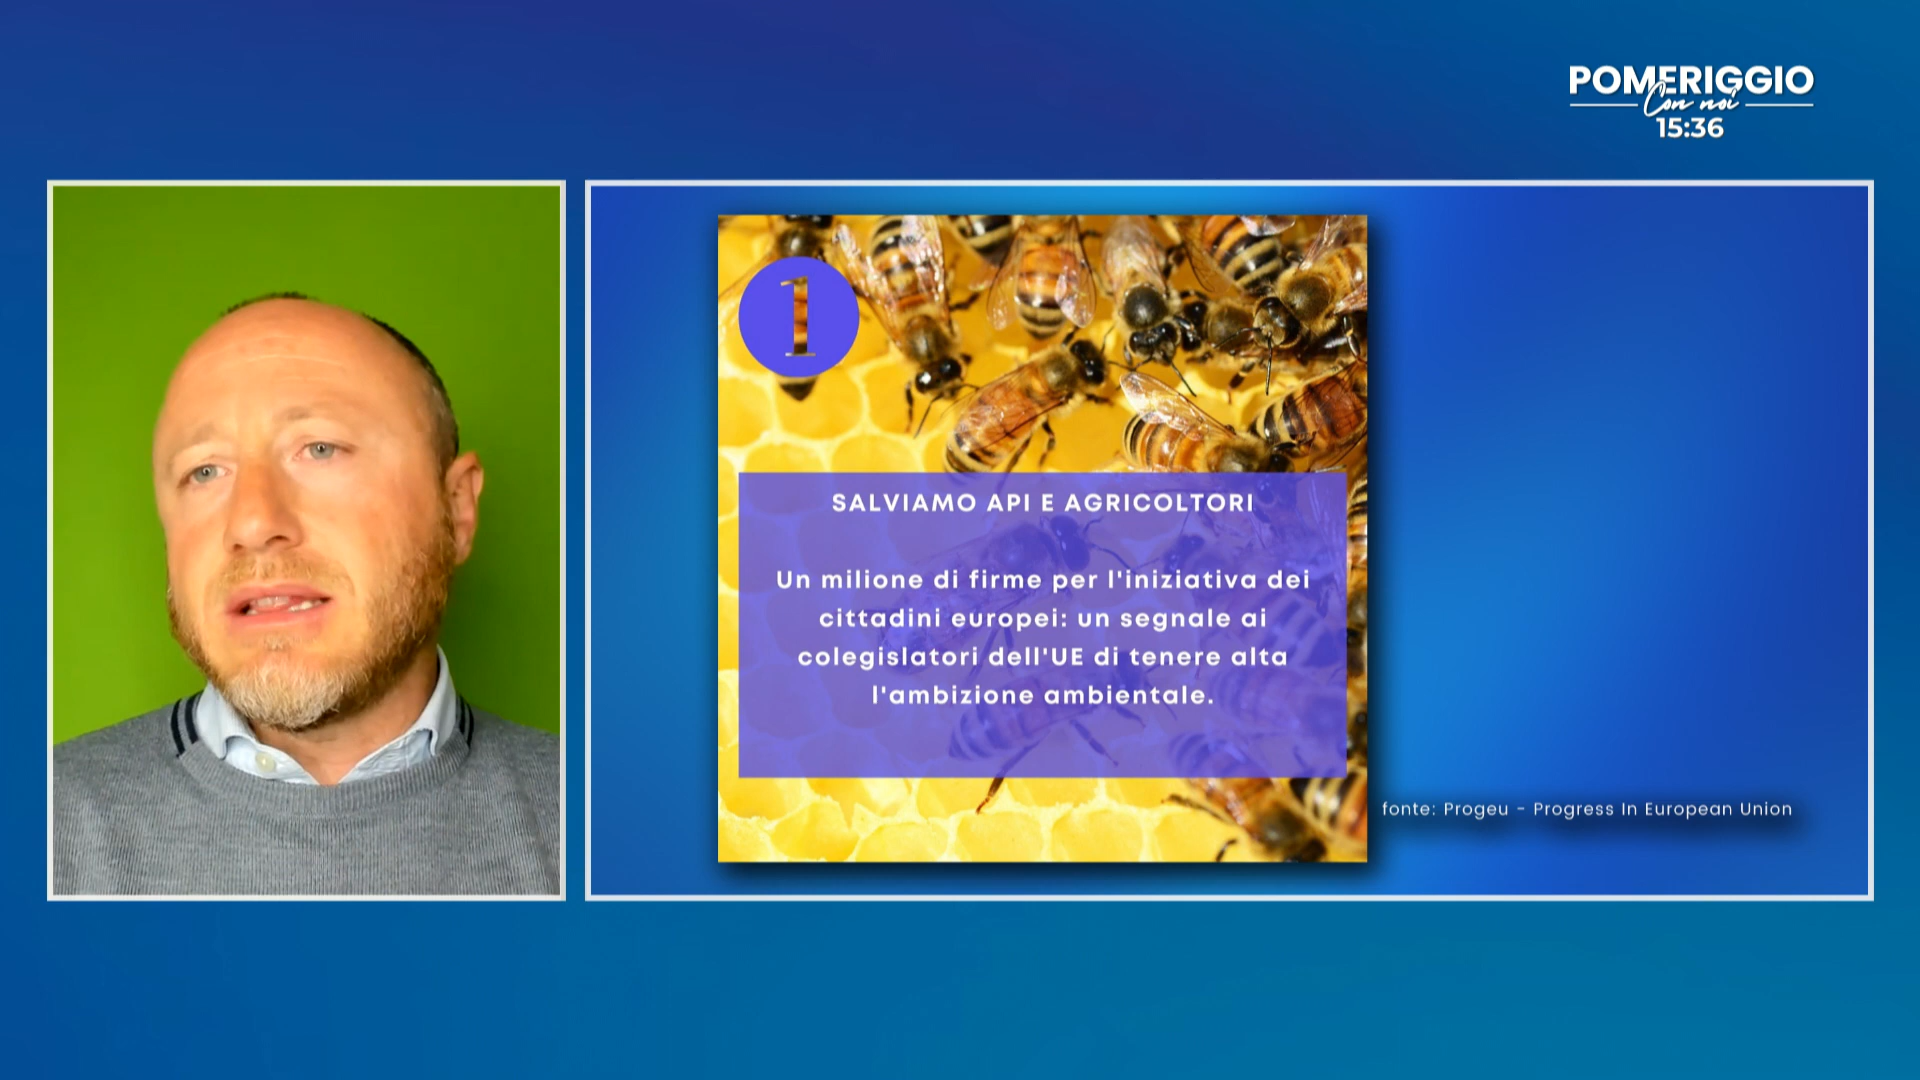 POMERIGGIO
Con noi
15:36
1
SALVIAMO API E AGRICOLTORI
Un milione di firme per l'iniziativa dei
cittadini europei: un segnale ai
colegislatori dell'UE di tenere alta
l'ambizione ambientale.
fonte: Progeu - Progress In European Union